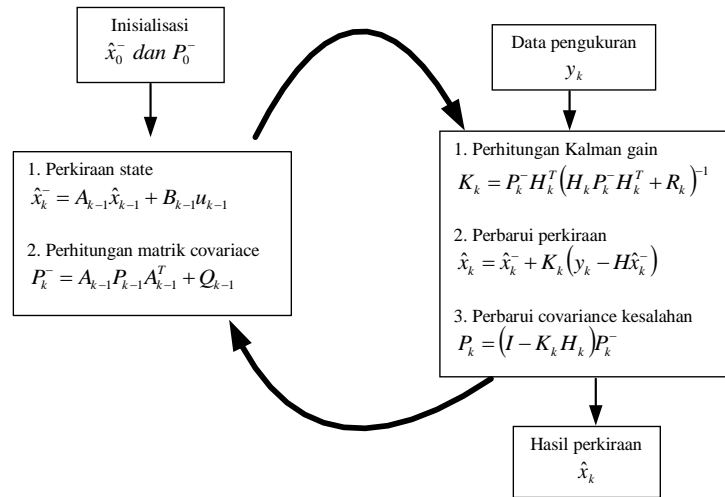 Inisialisasi
x̂₀⁻ dan P₀⁻
1. Perkiraan state
x̂ₖ⁻ = Aₖ₋₁x̂ₖ₋₁ + Bₖ₋₁uₖ₋₁
2. Perhitungan matrik covariace
Pₖ⁻ = Aₖ₋₁Pₖ₋₁Aₖ₋₁ᵀ + Qₖ₋₁
Data pengukuran
yₖ
1. Perhitungan Kalman gain
Kₖ = Pₖ⁻Hₖᵀ(HₖPₖ⁻Hₖᵀ + Rₖ)⁻¹
2. Perbarui perkiraan
x̂ₖ = x̂ₖ⁻ + Kₖ(yₖ − Hx̂ₖ⁻)
3. Perbarui covariance kesalahan
Pₖ = (I − KₖHₖ)Pₖ⁻
Hasil perkiraan
x̂ₖ